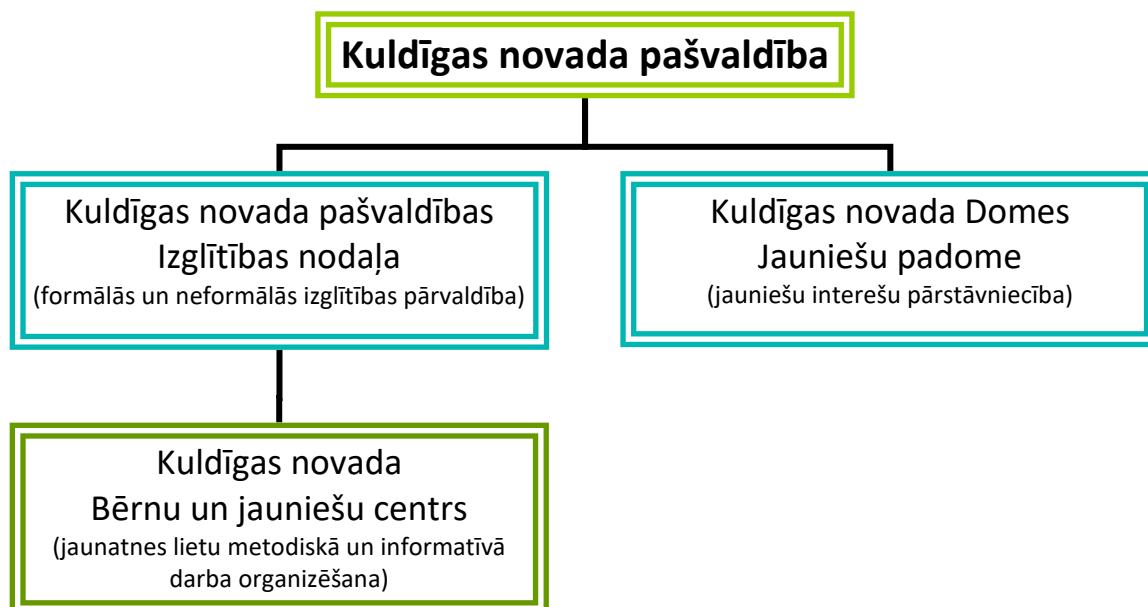 Kuldīgas novada pašvaldība
Kuldīgas novada pašvaldības
Izglītības nodaļa
(formālās un neformālās izglītības pārvaldība)
Kuldīgas novada Domes
Jauniešu padome
(jauniešu interešu pārstāvniecība)
Kuldīgas novada
Bērnu un jauniešu centrs
(jaunatnes lietu metodiskā un informatīvā
darba organizēšana)